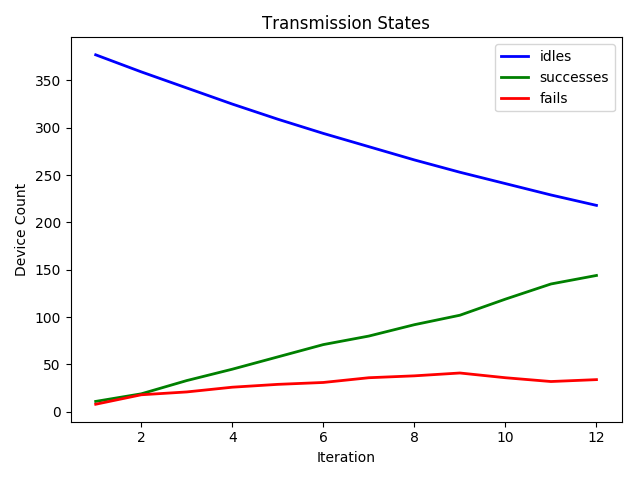 Transmission States
idles
successes
fails
Device Count
350
300
250
200
150
100
50
0
2 4 6 8 10 12
Iteration